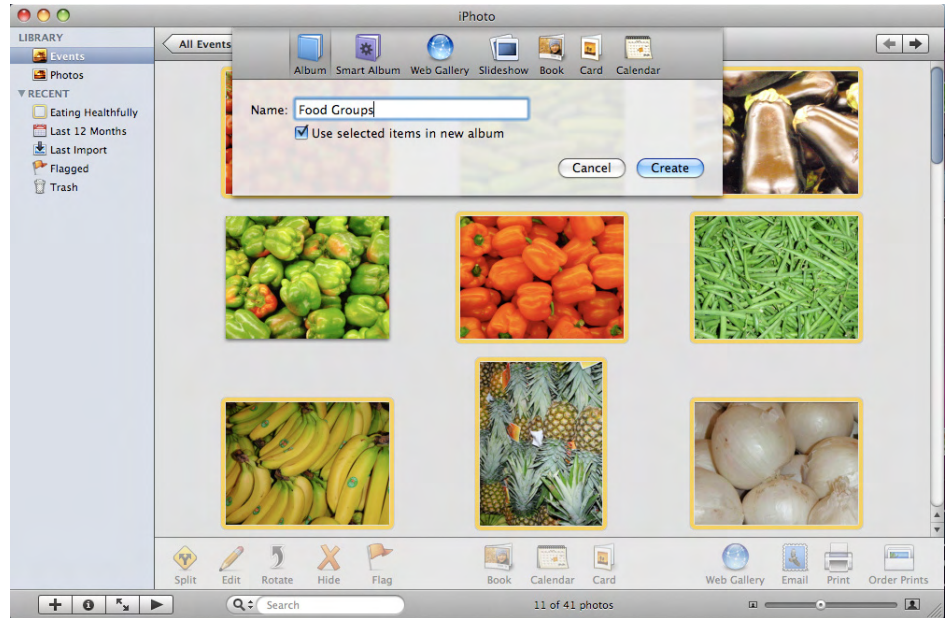 iPhoto
LIBRARY
Events
Photos
RECENT
Eating Healthfully
Last 12 Months
Last Import
Flagged
Trash
All Events
Album Smart Album Web Gallery Slideshow Book Card Calendar
Name: Food Groups
Use selected items in new album
Cancel Create
Split Edit Rotate Hide Flag Book Calendar Card Web Gallery Email Print Order Prints
Search
11 of 41 photos